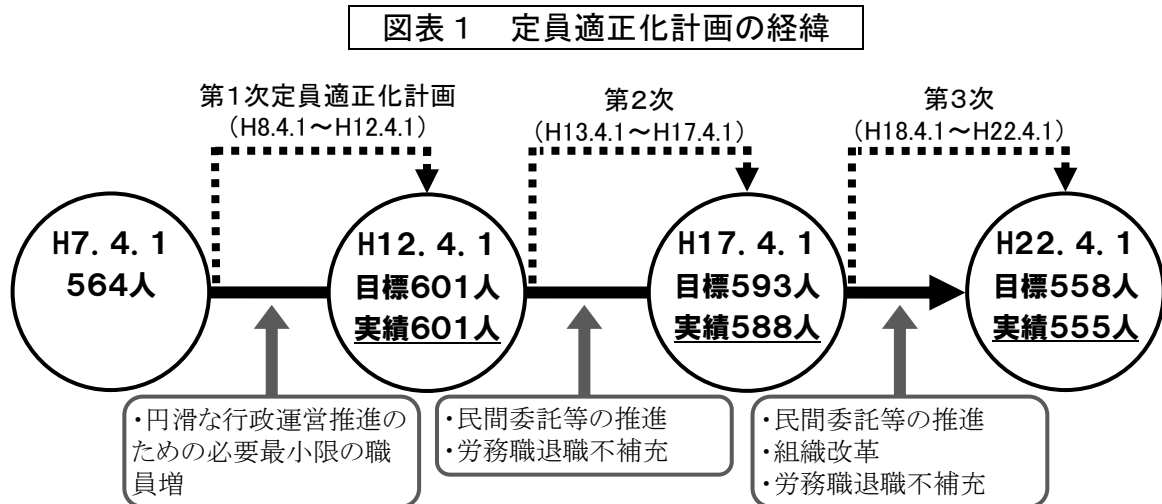 図表１　定員適正化計画の経緯
第１次定員適正化計画
（H8.4.1～H12.4.1）
第２次
（H13.4.1～H17.4.1）
第３次
（H18.4.1～H22.4.1）
H7．4．1
564人
H12．4．1
目標601人
実績601人
H17．4．1
目標593人
実績588人
H22．4．1
目標558人
実績555人
・円滑な行政運営推進の
ための必要最小限の職
員増
・民間委託等の推進
・労務職退職不補充
・民間委託等の推進
・組織改革
・労務職退職不補充